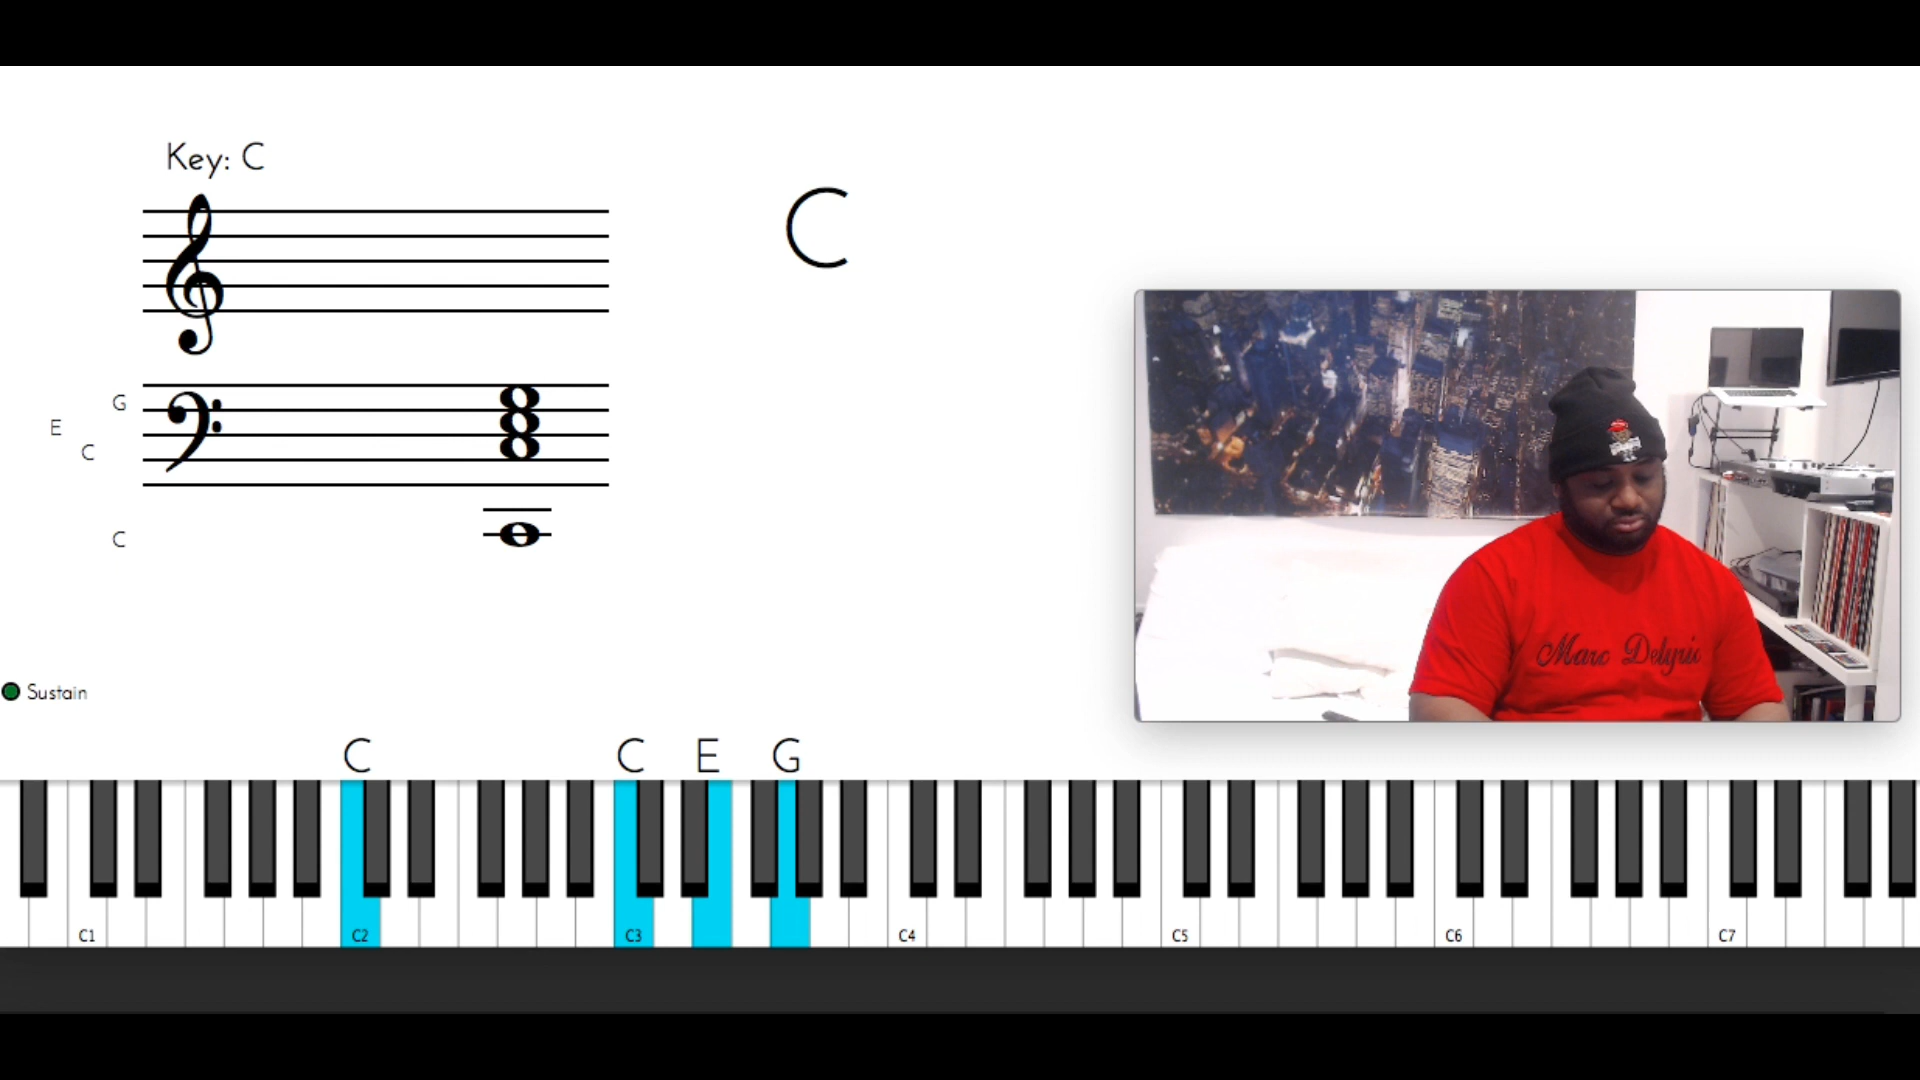 Key: C
C
G
E
C
C
Marc Delyric
Sustain
C C E G
C1 C2 C3 C4 C5 C6 C7